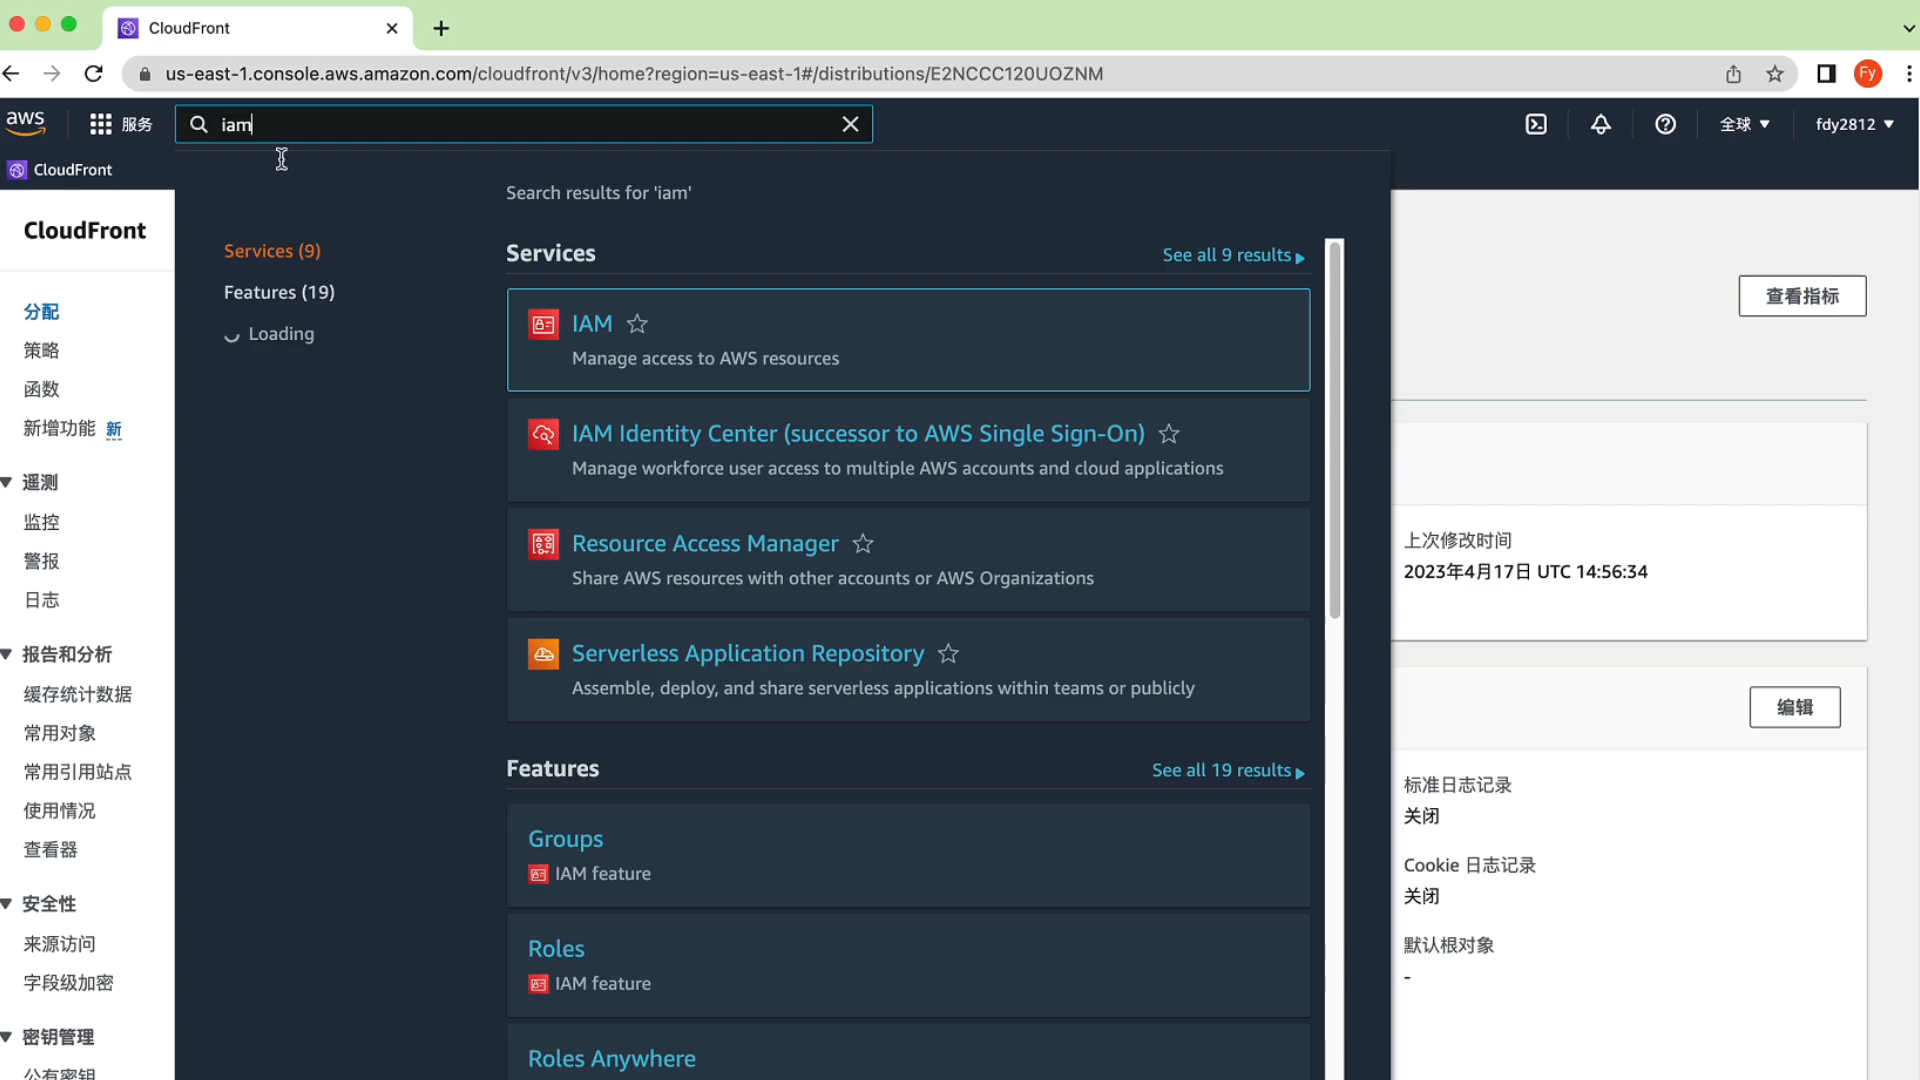 CloudFront
us-east-1.console.aws.amazon.com/cloudfront/v3/home?region=us-east-1#/distributions/E2NCCC120UOZNM
Fy
aws
服务
iam
全球
fdy2812
CloudFront
CloudFront
分配
策略
函数
新增功能 新
遥测
监控
警报
日志
报告和分析
缓存统计数据
常用对象
常用引用站点
使用情况
查看器
安全性
来源访问
字段级加密
密钥管理
公有密钥
Search results for 'iam'
Services (9)
Features (19)
Loading
Services
See all 9 results
IAM
Manage access to AWS resources
IAM Identity Center (successor to AWS Single Sign-On)
Manage workforce user access to multiple AWS accounts and cloud applications
Resource Access Manager
Share AWS resources with other accounts or AWS Organizations
Serverless Application Repository
Assemble, deploy, and share serverless applications within teams or publicly
Features
See all 19 results
Groups
IAM feature
Roles
IAM feature
Roles Anywhere
查看指标
上次修改时间
2023年4月17日 UTC 14:56:34
编辑
标准日志记录
关闭
Cookie 日志记录
关闭
默认根对象
-